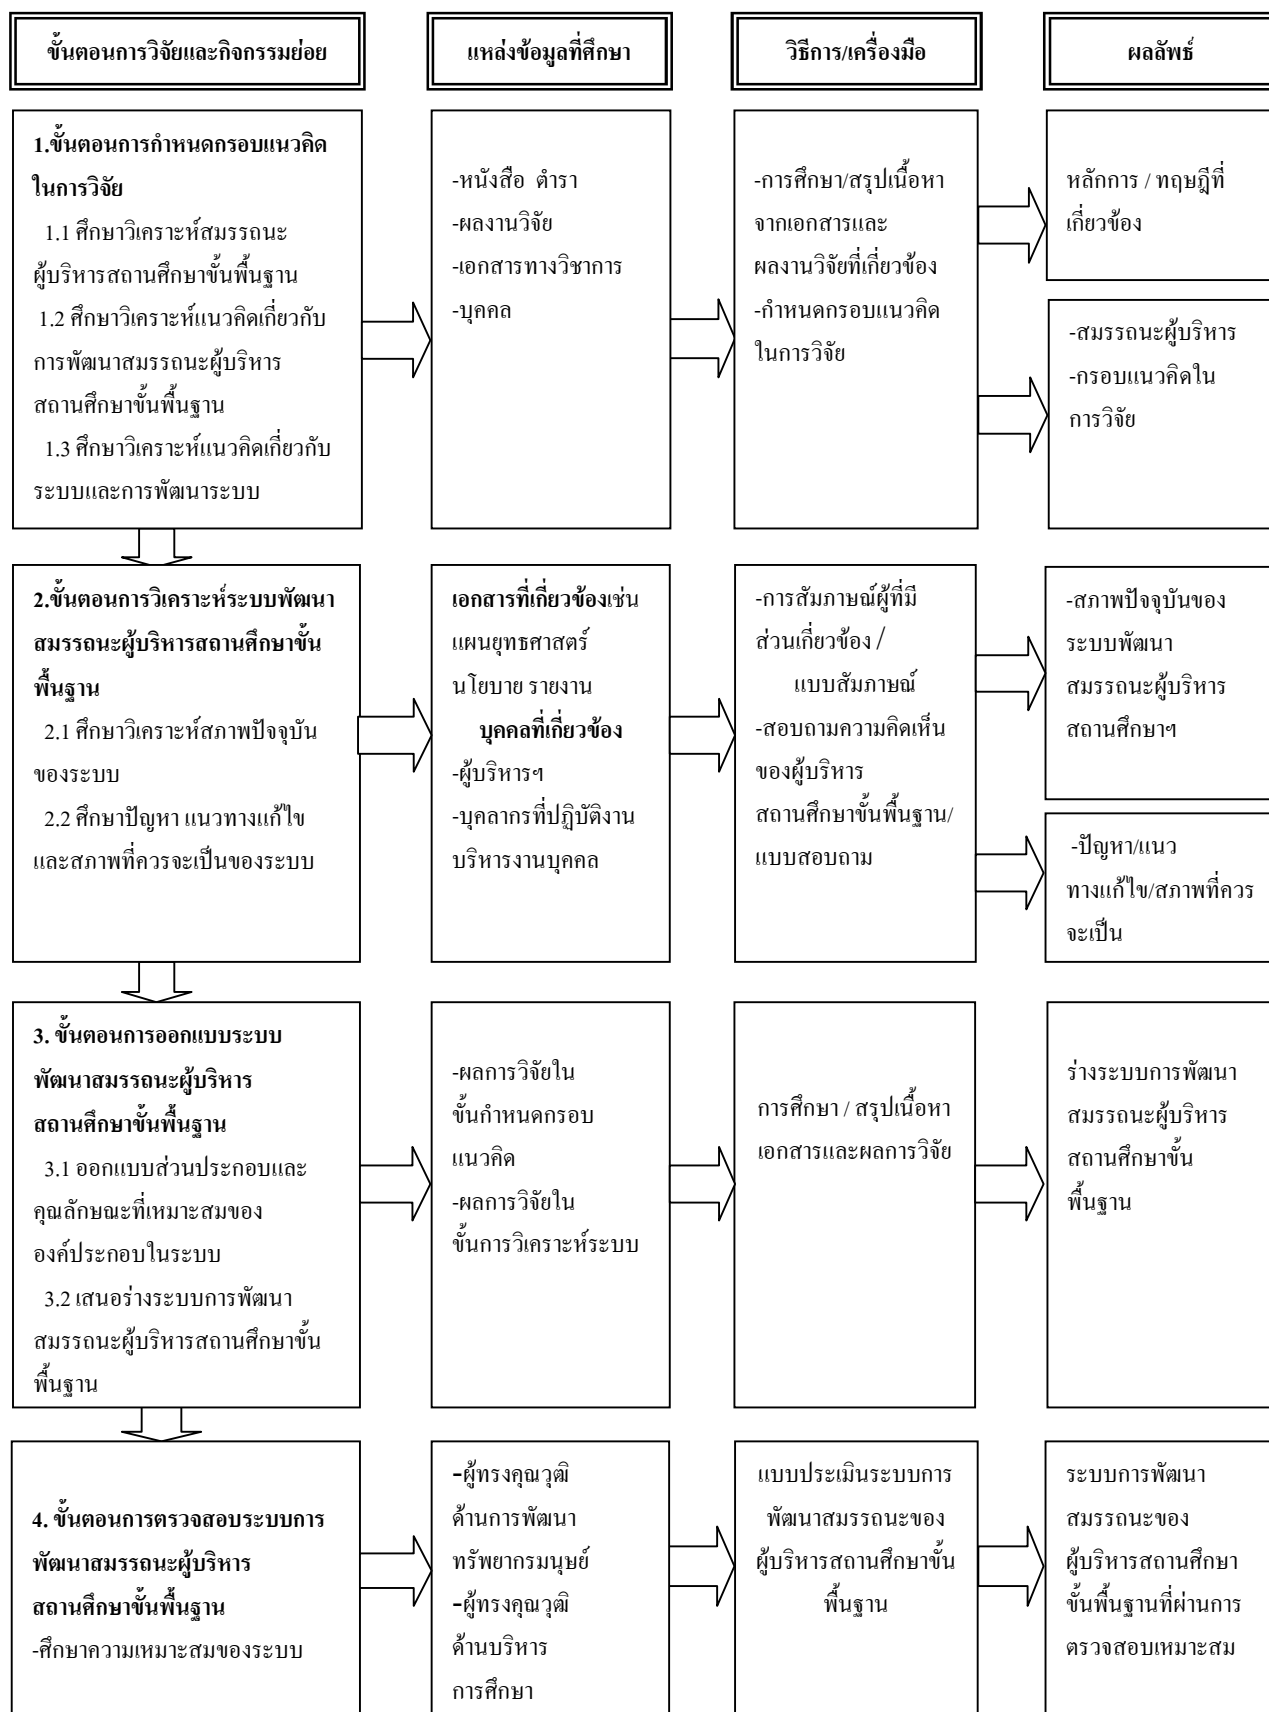 ขั้นตอนการวิจัยและกิจกรรมย่อย
แหล่งข้อมูลที่ศึกษา
วิธีการ/เครื่องมือ
ผลลัพธ์
1.ขั้นตอนการกำหนดกรอบแนวคิด
ในการวิจัย
1.1 ศึกษาวิเคราะห์สมรรถนะ
ผู้บริหารสถานศึกษาขั้นพื้นฐาน
1.2 ศึกษาวิเคราะห์แนวคิดเกี่ยวกับ
การพัฒนาสมรรถนะผู้บริหาร
สถานศึกษาขั้นพื้นฐาน
1.3 ศึกษาวิเคราะห์แนวคิดเกี่ยวกับ
ระบบและการพัฒนาระบบ
-หนังสือ ตำรา
-ผลงานวิจัย
-เอกสารทางวิชาการ
-บุคคล
-การศึกษา/สรุปเนื้อหา
จากเอกสารและ
ผลงานวิจัยที่เกี่ยวข้อง
-กำหนดกรอบแนวคิด
ในการวิจัย
หลักการ / ทฤษฎีที่
เกี่ยวข้อง
-สมรรถนะผู้บริหาร
-กรอบแนวคิดใน
การวิจัย
2.ขั้นตอนการวิเคราะห์ระบบพัฒนา
สมรรถนะผู้บริหารสถานศึกษาขั้น
พื้นฐาน
2.1 ศึกษาวิเคราะห์สภาพปัจจุบัน
ของระบบ
2.2 ศึกษาปัญหา แนวทางแก้ไข
และสภาพที่ควรจะเป็นของระบบ
เอกสารที่เกี่ยวข้องเช่น
แผนยุทธศาสตร์
นโยบาย รายงาน
บุคคลที่เกี่ยวข้อง
-ผู้บริหารฯ
-บุคลากรที่ปฏิบัติงาน
บริหารงานบุคคล
-การสัมภาษณ์ผู้ที่มี
ส่วนเกี่ยวข้อง /
แบบสัมภาษณ์
-สอบถามความคิดเห็น
ของผู้บริหาร
สถานศึกษาขั้นพื้นฐาน/
แบบสอบถาม
-สภาพปัจจุบันของ
ระบบพัฒนา
สมรรถนะผู้บริหาร
สถานศึกษาฯ
-ปัญหา/แนว
ทางแก้ไข/สภาพที่ควร
จะเป็น
3. ขั้นตอนการออกแบบระบบ
พัฒนาสมรรถนะผู้บริหาร
สถานศึกษาขั้นพื้นฐาน
3.1 ออกแบบส่วนประกอบและ
คุณลักษณะที่เหมาะสมของ
องค์ประกอบในระบบ
3.2 เสนอร่างระบบการพัฒนา
สมรรถนะผู้บริหารสถานศึกษาขั้น
พื้นฐาน
-ผลการวิจัยใน
ขั้นกำหนดกรอบ
แนวคิด
-ผลการวิจัยใน
ขั้นการวิเคราะห์ระบบ
การศึกษา / สรุปเนื้อหา
เอกสารและผลการวิจัย
ร่างระบบการพัฒนา
สมรรถนะผู้บริหาร
สถานศึกษาขั้น
พื้นฐาน
4. ขั้นตอนการตรวจสอบระบบการ
พัฒนาสมรรถนะผู้บริหาร
สถานศึกษาขั้นพื้นฐาน
-ศึกษาความเหมาะสมของระบบ
-ผู้ทรงคุณวุฒิ
ด้านการพัฒนา
ทรัพยากรมนุษย์
-ผู้ทรงคุณวุฒิ
ด้านบริหาร
การศึกษา
แบบประเมินระบบการ
พัฒนาสมรรถนะของ
ผู้บริหารสถานศึกษาขั้น
พื้นฐาน
ระบบการพัฒนา
สมรรถนะของ
ผู้บริหารสถานศึกษา
ขั้นพื้นฐานที่ผ่านการ
ตรวจสอบเหมาะสม